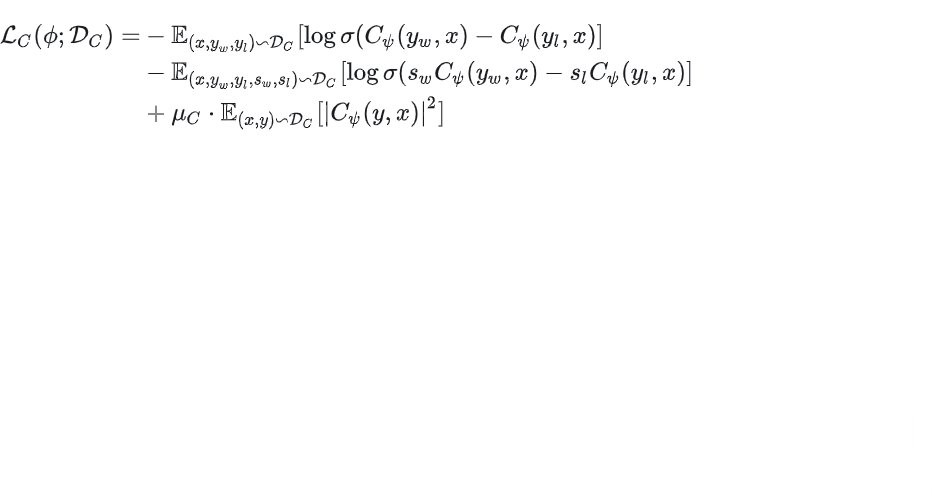 ℒ_C(ϕ; 𝒟_C) = − 𝔼_{(x,y_w,y_l)∽𝒟_C}[log σ(C_ψ(y_w, x) − C_ψ(y_l, x)]
− 𝔼_{(x,y_w,y_l,s_w,s_l)∽𝒟_C}[log σ(s_w C_ψ(y_w, x) − s_l C_ψ(y_l, x)]
+ μ_C · 𝔼_{(x,y)∽𝒟_C}[|C_ψ(y, x)|²]